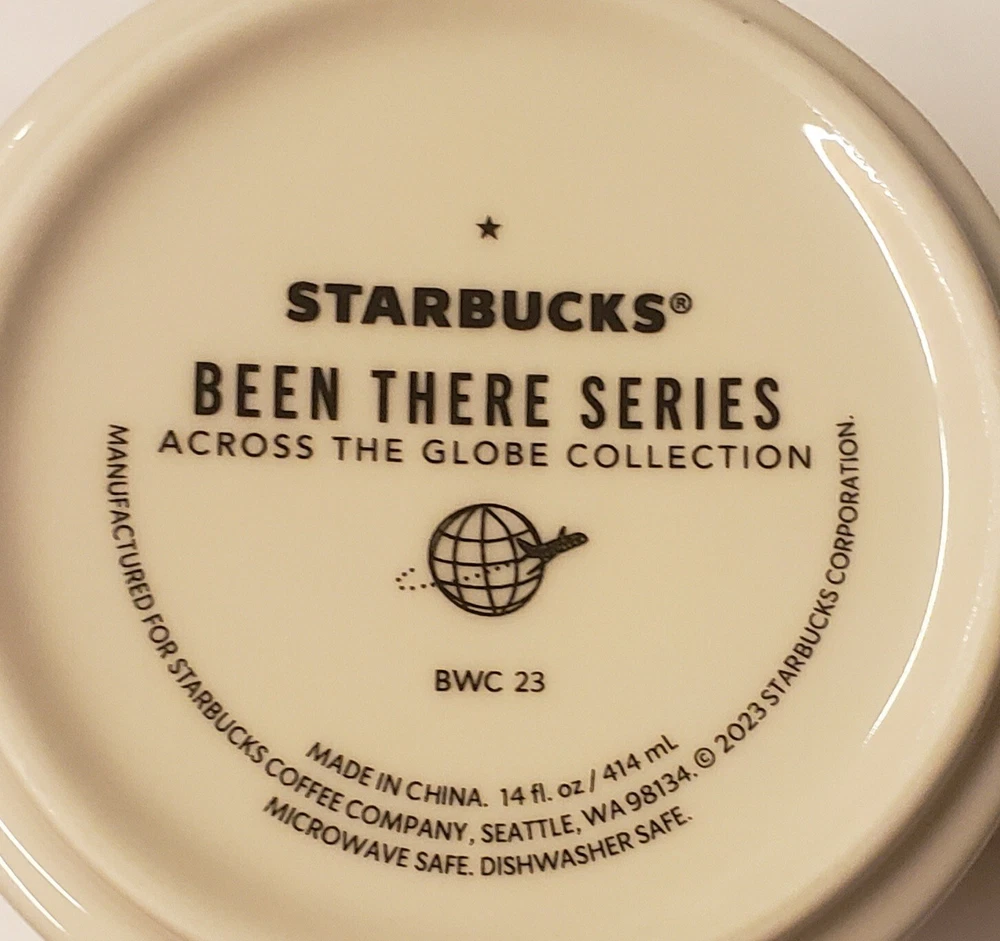 STARBUCKS®
BEEN THERE SERIES
ACROSS THE GLOBE COLLECTION
BWC 23
MADE IN CHINA. 14 fl. oz / 414 mL
MANUFACTURED FOR STARBUCKS COFFEE COMPANY, SEATTLE, WA 98134. © 2023 STARBUCKS CORPORATION.
MICROWAVE SAFE. DISHWASHER SAFE.